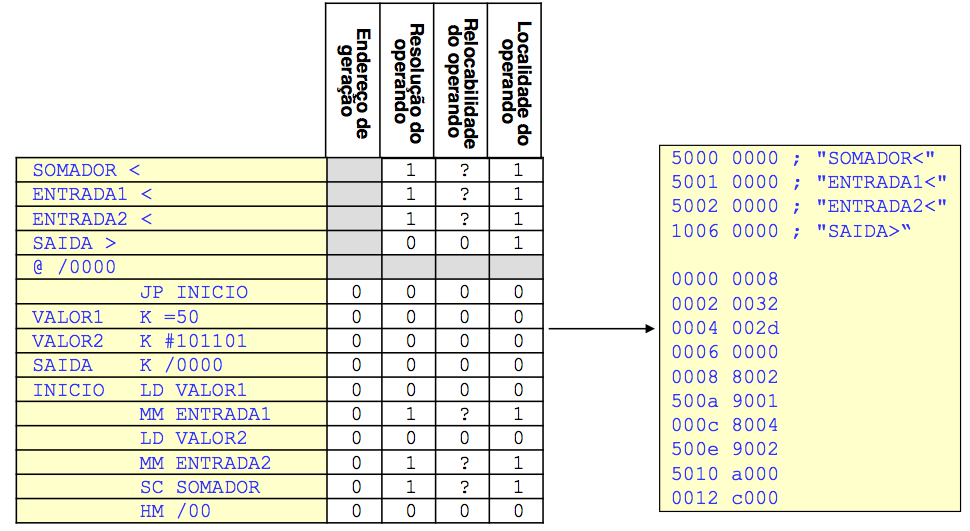 Endereço de geração
Resolução do operando
Relocabilidade do operando
Localidade do operando
SOMADOR < 1 ? 1
ENTRADA1 < 1 ? 1
ENTRADA2 < 1 ? 1
SAIDA > 0 0 1
@ /0000
JP INICIO 0 0 0 0
VALOR1 K =50 0 0 0 0
VALOR2 K #101101 0 0 0 0
SAIDA K /0000 0 0 0 0
INICIO LD VALOR1 0 0 0 0
MM ENTRADA1 0 1 ? 1
LD VALOR2 0 0 0 0
MM ENTRADA2 0 1 ? 1
SC SOMADOR 0 1 ? 1
HM /00 0 0 0 0
5000 0000 ; "SOMADOR<"
5001 0000 ; "ENTRADA1<"
5002 0000 ; "ENTRADA2<"
1006 0000 ; "SAIDA>“
0000 0008
0002 0032
0004 002d
0006 0000
0008 8002
500a 9001
000c 8004
500e 9002
5010 a000
0012 c000